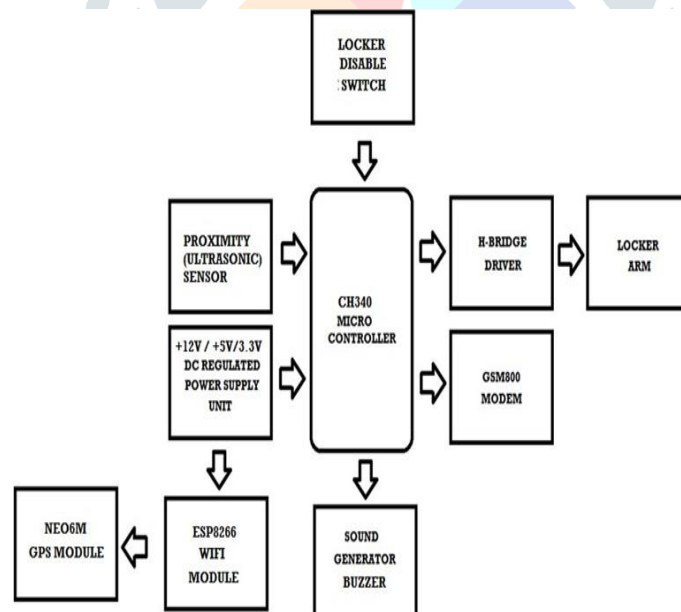 LOCKER
DISABLE
SWITCH
PROXIMITY
(ULTRASONIC)
SENSOR
CH340
MICRO
CONTROLLER
H-BRIDGE
DRIVER
LOCKER
ARM
+12V / +5V/3.3V
DC REGULATED
POWER SUPPLY
UNIT
GSM800
MODEM
NEO6M
GPS MODULE
ESP8266
WIFI
MODULE
SOUND
GENERATOR
BUZZER